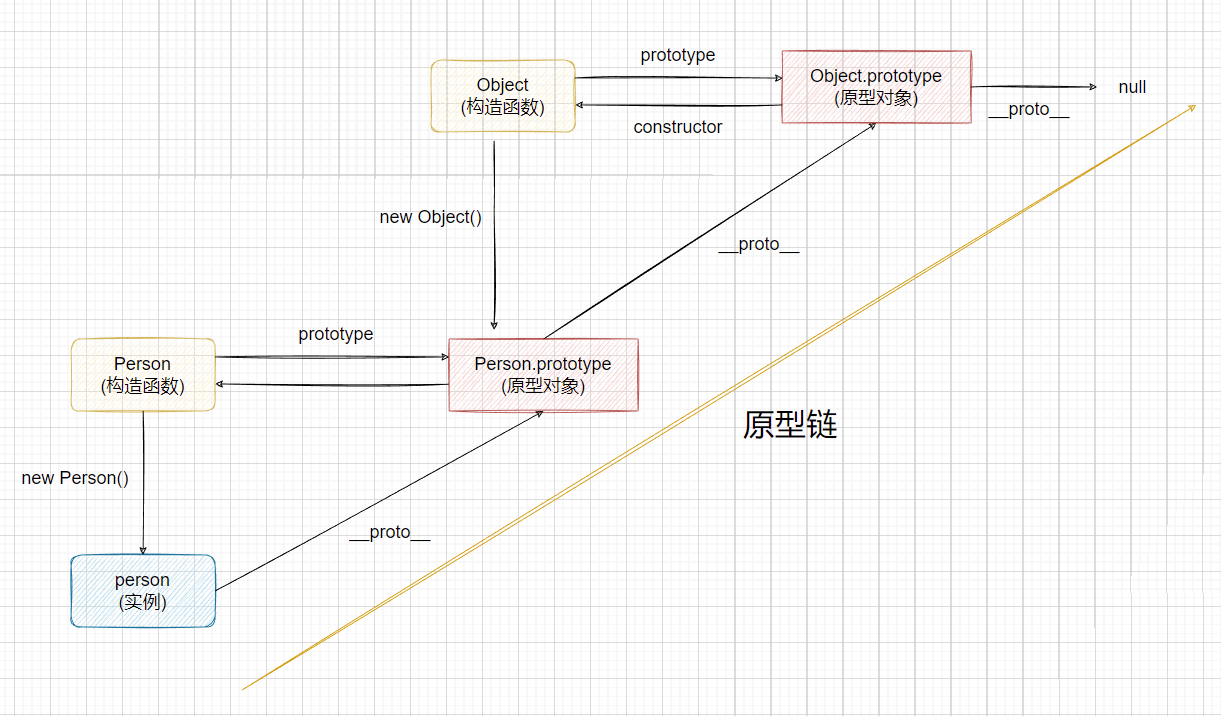 prototype
Object
(构造函数)
Object.prototype
(原型对象)
null
__proto__
constructor
new Object()
__proto__
prototype
Person
(构造函数)
Person.prototype
(原型对象)
原型链
new Person()
__proto__
person
(实例)